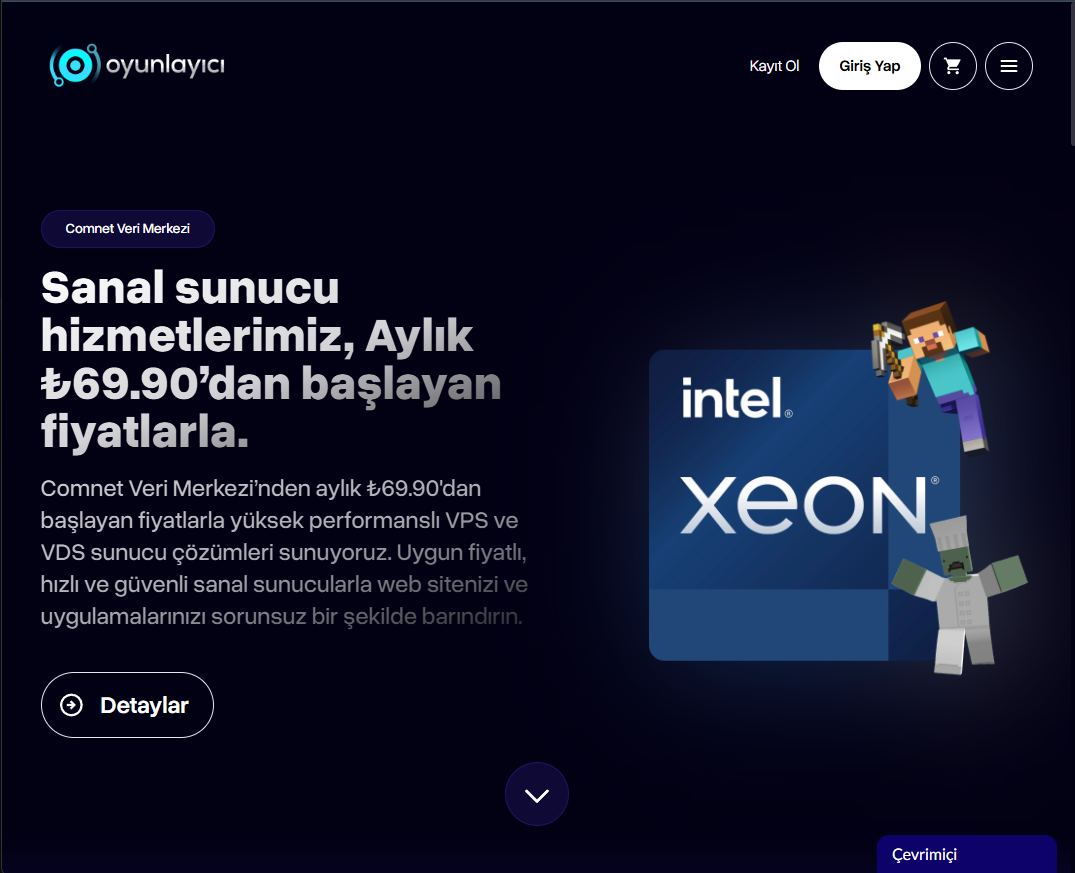 oyunlayıcı
Kayıt Ol
Giriş Yap
Comnet Veri Merkezi
Sanal sunucu
hizmetlerimiz, Aylık
₺69.90’dan başlayan
fiyatlarla.
Comnet Veri Merkezi’nden aylık ₺69.90'dan
başlayan fiyatlarla yüksek performanslı VPS ve
VDS sunucu çözümleri sunuyoruz. Uygun fiyatlı,
hızlı ve güvenli sanal sunucularla web sitenizi ve
uygulamalarınızı sorunsuz bir şekilde barındırın.
Detaylar
intel®
xeon®
Çevrimiçi